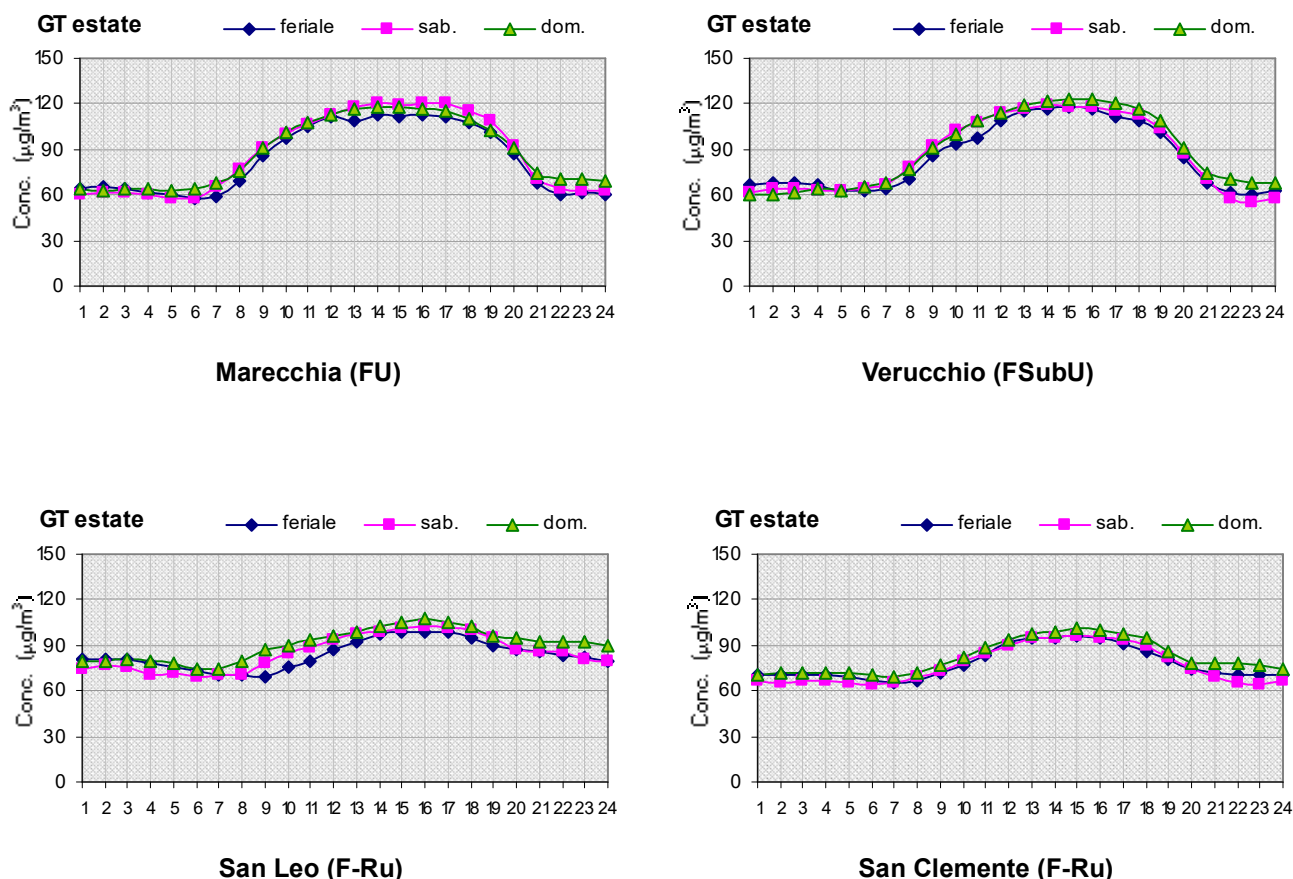 GT estate feriale sab. dom.
150
120
90
60
30
0
Conc. (µg/m³)
1 2 3 4 5 6 7 8 9 10 11 12 13 14 15 16 17 18 19 20 21 22 23 24
Marecchia (FU)
GT estate feriale sab. dom.
150
120
90
60
30
0
Conc. (µg/m³)
1 2 3 4 5 6 7 8 9 10 11 12 13 14 15 16 17 18 19 20 21 22 23 24
Verucchio (FSubU)
GT estate feriale sab. dom.
150
120
90
60
30
0
Conc. (µg/m³)
1 2 3 4 5 6 7 8 9 10 11 12 13 14 15 16 17 18 19 20 21 22 23 24
San Leo (F-Ru)
GT estate feriale sab. dom.
150
120
90
60
30
0
Conc. (µg/m³)
1 2 3 4 5 6 7 8 9 10 11 12 13 14 15 16 17 18 19 20 21 22 23 24
San Clemente (F-Ru)